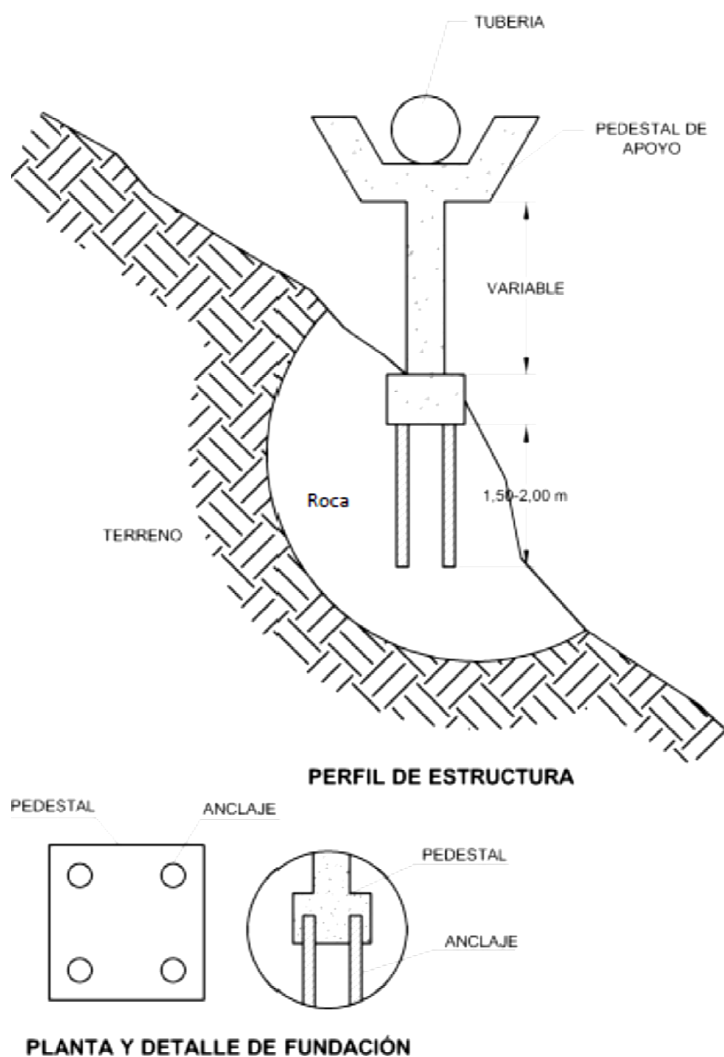 TUBERIA
PEDESTAL DE
APOYO
VARIABLE
Roca
1,50-2,00 m
TERRENO
PERFIL DE ESTRUCTURA
PEDESTAL
ANCLAJE
PEDESTAL
ANCLAJE
PLANTA Y DETALLE DE FUNDACIÓN